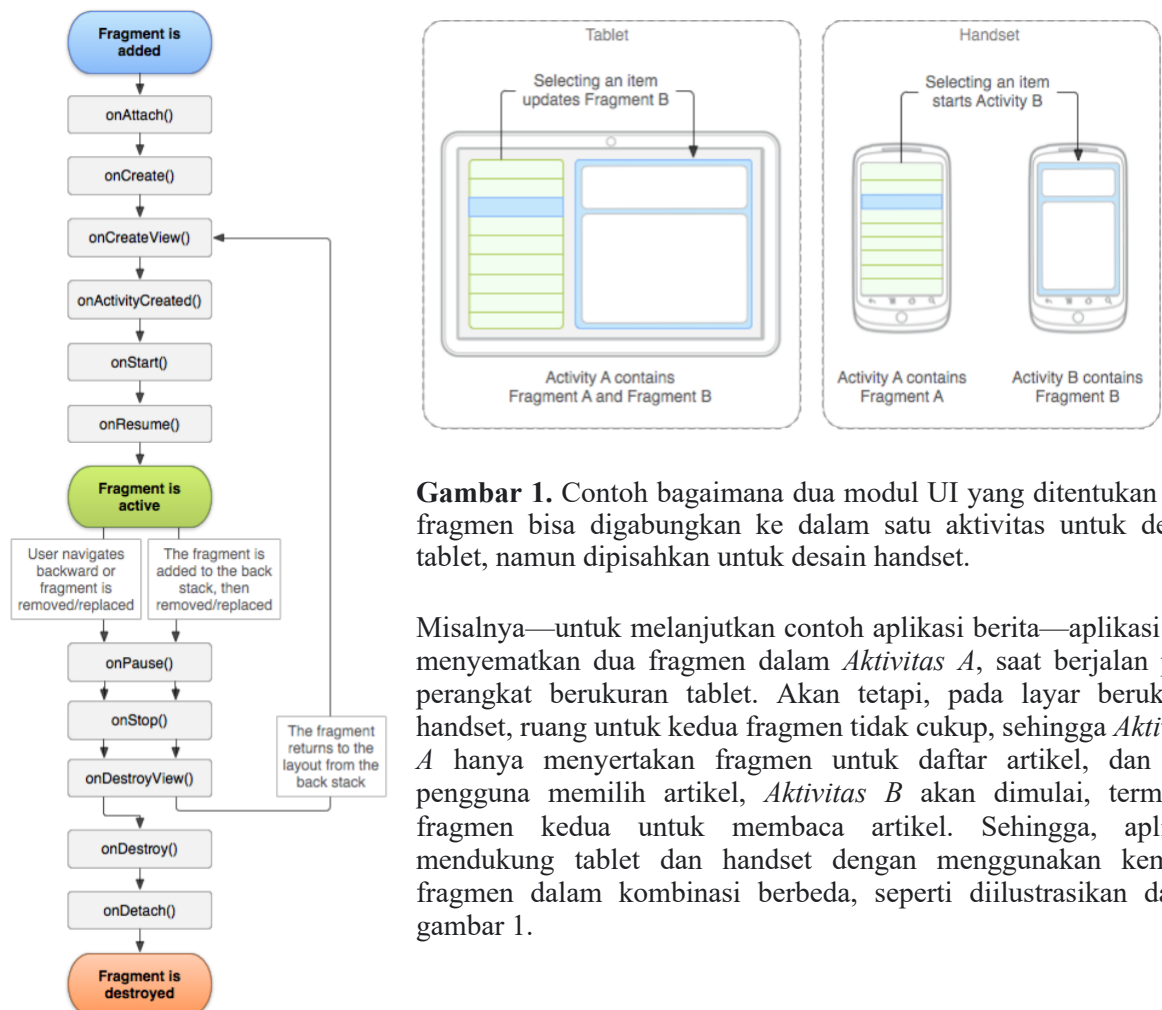 Fragment is
added
onAttach()
onCreate()
onCreateView()
onActivityCreated()
onStart()
onResume()
Fragment is
active
User navigates
backward or
fragment is
removed/replaced
The fragment is
added to the back
stack, then
removed/replaced
onPause()
onStop()
onDestroyView()
The fragment
returns to the
layout from the
back stack
onDestroy()
onDetach()
Fragment is
destroyed
Tablet
Selecting an item
updates Fragment B
Activity A contains
Fragment A and Fragment B
Handset
Selecting an item
starts Activity B
Activity A contains
Fragment A
Activity B contains
Fragment B
Gambar 1. Contoh bagaimana dua modul UI yang ditentukan
fragmen bisa digabungkan ke dalam satu aktivitas untuk
tablet, namun dipisahkan untuk desain handset.
Misalnya—untuk melanjutkan contoh aplikasi berita—aplikasi
menyematkan dua fragmen dalam Aktivitas A, saat berjalan
perangkat berukuran tablet. Akan tetapi, pada layar
handset, ruang untuk kedua fragmen tidak cukup, sehingga
A hanya menyertakan fragmen untuk daftar artikel, dan
pengguna memilih artikel, Aktivitas B akan dimulai,
fragmen kedua untuk membaca artikel. Sehingga,
mendukung tablet dan handset dengan menggunakan
fragmen dalam kombinasi berbeda, seperti diilustrasikan
gambar 1.